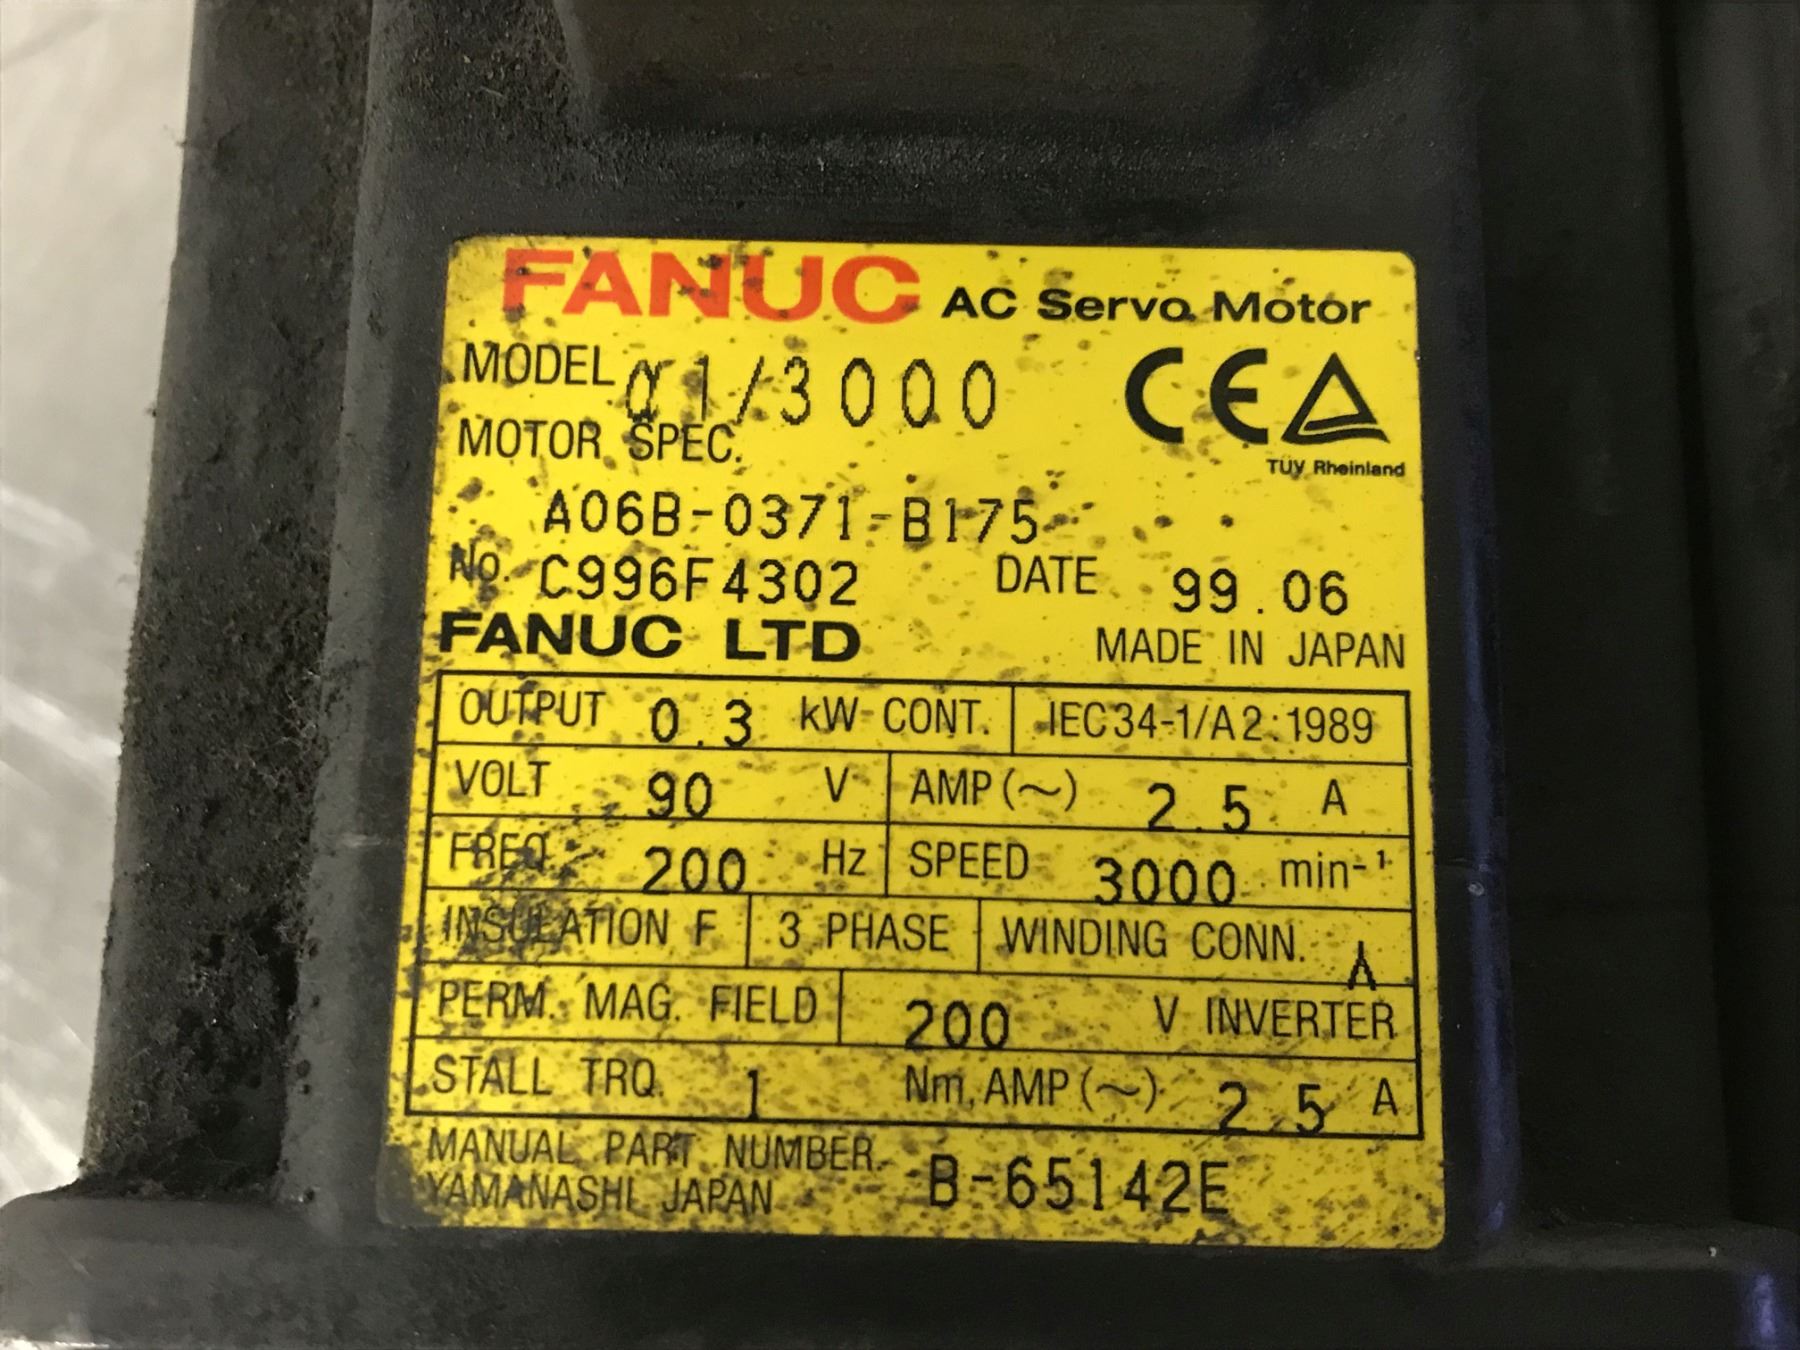 FANUC AC Servo Motor
MODEL α1/3000
CE
TÜV Rheinland
MOTOR SPEC.
A06B-0371-B175
No. C996F4302 DATE 99.06
FANUC LTD MADE IN JAPAN
OUTPUT 0.3 kW CONT. IEC34-1/A2:1989
VOLT 90 V AMP(~) 2.5 A
FREQ 200 Hz SPEED 3000 min-¹
INSULATION F 3 PHASE WINDING CONN. Y
PERM. MAG. FIELD 200 V INVERTER
STALL TRQ. 1 Nm, AMP(~) 2.5 A
MANUAL PART NUMBER B-65142E
YAMANASHI JAPAN